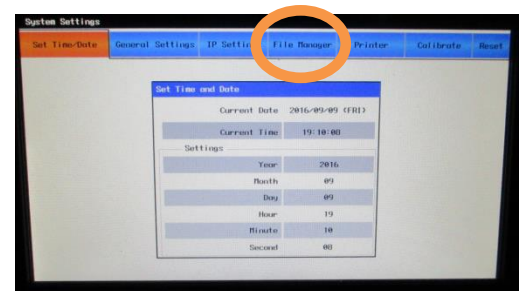 System Settings
Set Time/Date General Settings IP Settin File Manager Printer Calibrate Reset
Set Time and Date
Current Date 2016/09/09 (FRI)
Current Time 19:10:08
Settings
Year 2016
Month 09
Day 09
Hour 19
Minute 10
Second 08